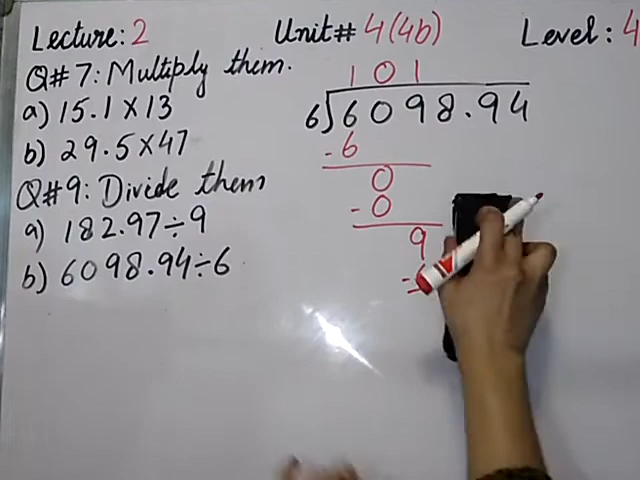 Lecture: 2 Unit# 4(4b) Level: 4
Q# 7: Multiply them.
a) 15.1 X 13
b) 29.5 X 47
Q# 9: Divide them
a) 182.97 ÷ 9
b) 6098.94 ÷ 6
101
6)6098.94
- 6
0
- 0
9